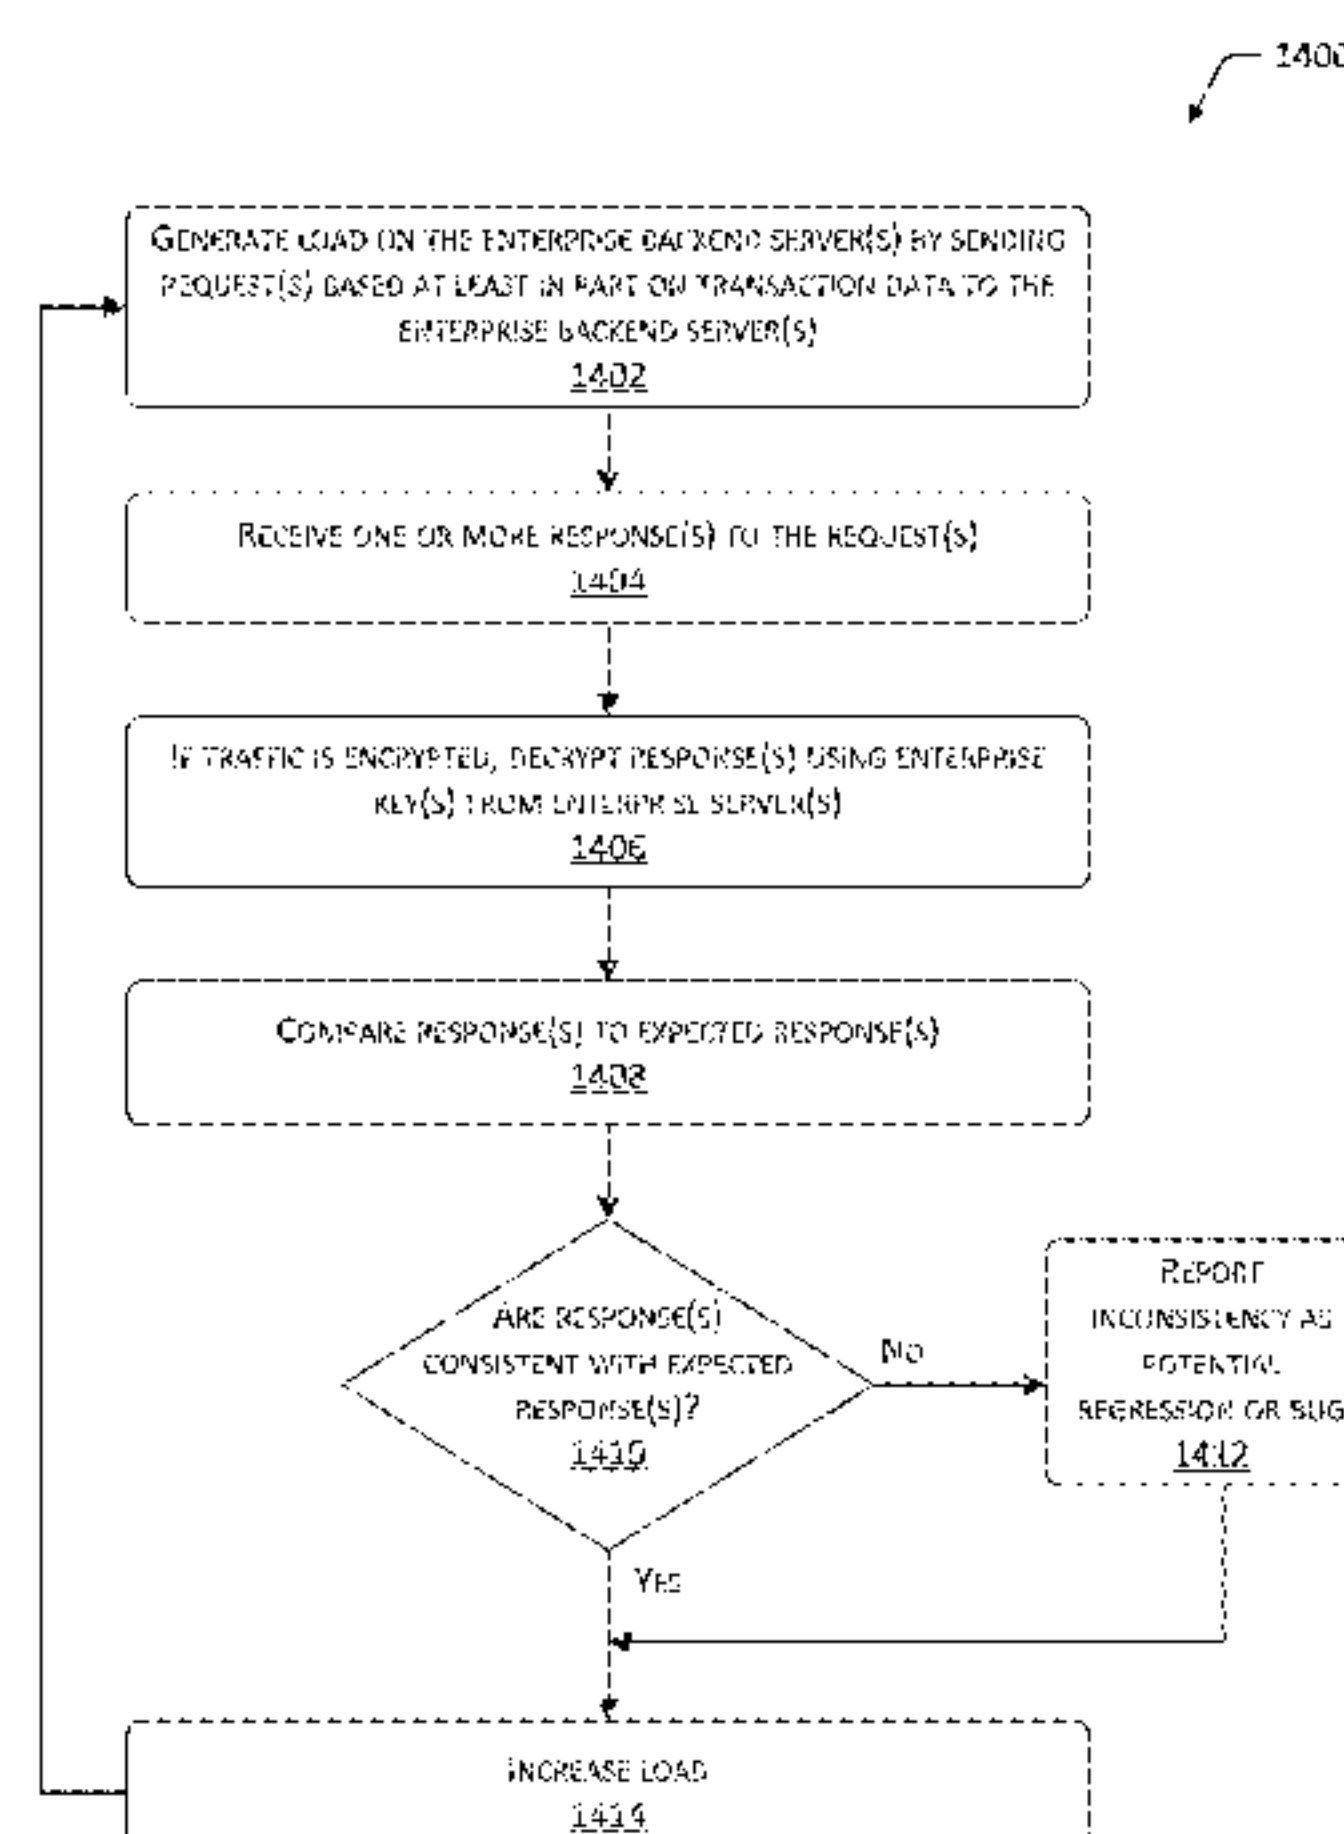 1400
GENERATE LOAD ON THE ENTERPRISE BACKEND SERVER(S) BY SENDING
REQUEST(S) BASED AT LEAST IN PART ON TRANSACTION DATA TO THE
ENTERPRISE BACKEND SERVER(S)
1402
RECEIVE ONE OR MORE RESPONSE(S) TO THE REQUEST(S)
1404
IF TRAFFIC IS ENCRYPTED, DECRYPT RESPONSE(S) USING ENTERPRISE
KEY(S) FROM ENTERPRISE SERVER(S)
1406
COMPARE RESPONSE(S) TO EXPECTED RESPONSE(S)
1408
ARE RESPONSE(S)
CONSISTENT WITH EXPECTED
RESPONSE(S)?
1410
NO
REPORT
INCONSISTENCY AS
POTENTIAL
REGRESSION OR BUG
1412
YES
INCREASE LOAD
1414